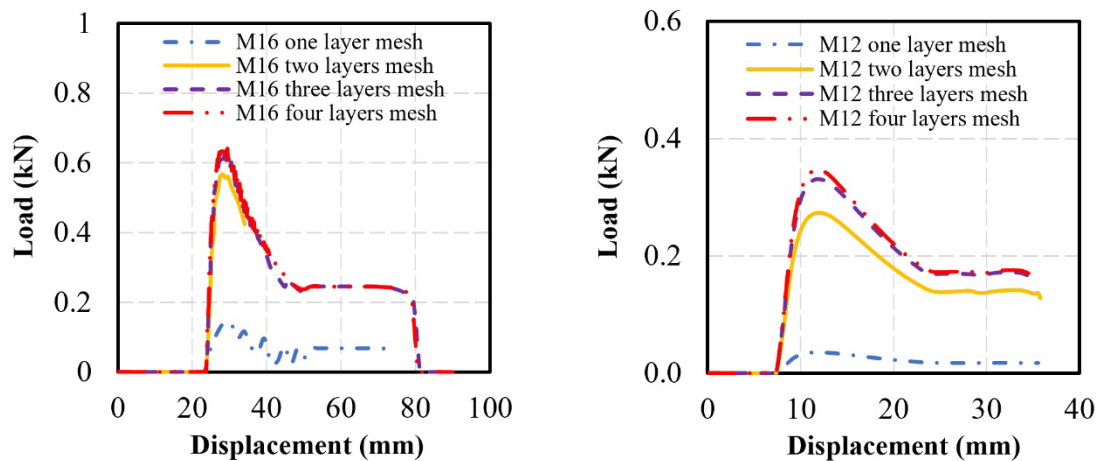 1
0.8
0.6
0.4
0.2
0
Load (kN)
M16 one layer mesh
M16 two layers mesh
M16 three layers mesh
M16 four layers mesh
0
20
40
60
80
100
Displacement (mm)
0.6
0.4
0.2
0.0
Load (kN)
M12 one layer mesh
M12 two layers mesh
M12 three layers mesh
M12 four layers mesh
0
10
20
30
40
Displacement (mm)